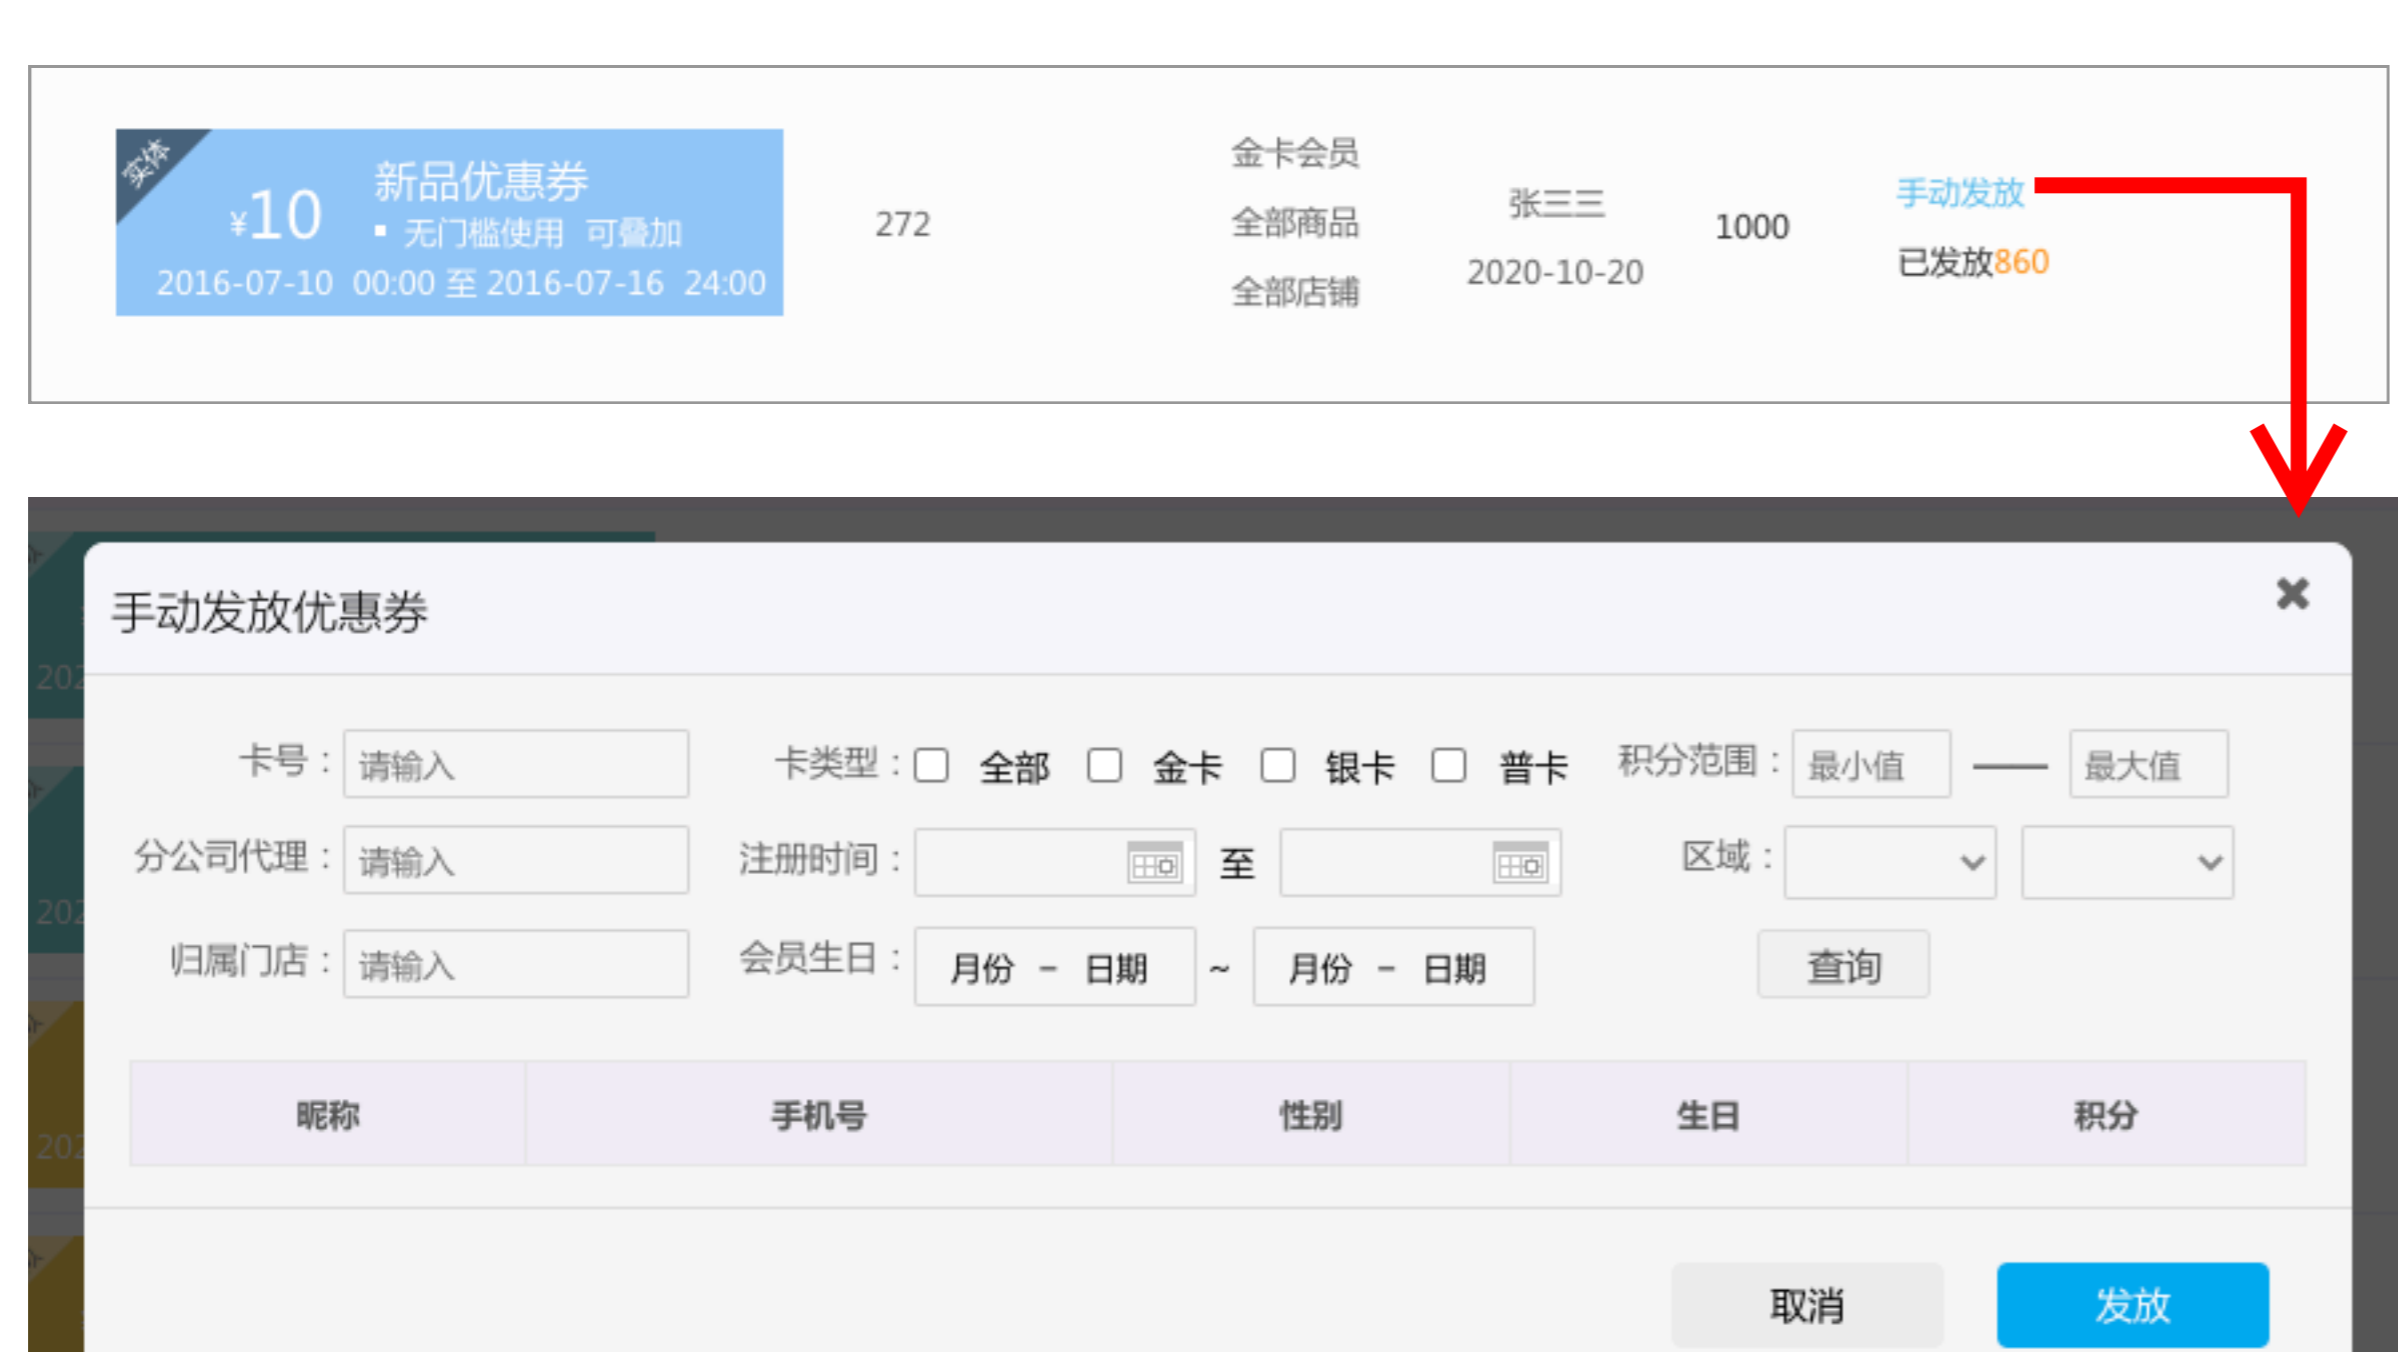 实体
¥10
新品优惠券
▪ 无门槛使用 可叠加
2016-07-10 00:00 至 2016-07-16 24:00
272
金卡会员
全部商品
全部店铺
张三三
2020-10-20
1000
手动发放
已发放860
手动发放优惠券
卡号： 请输入 卡类型： 全部 金卡 银卡 普卡 积分范围： 最小值 —— 最大值
分公司代理： 请输入 注册时间： 至 区域：
归属门店： 请输入 会员生日： 月份 - 日期 ~ 月份 - 日期 查询
昵称 手机号 性别 生日 积分
取消 发放